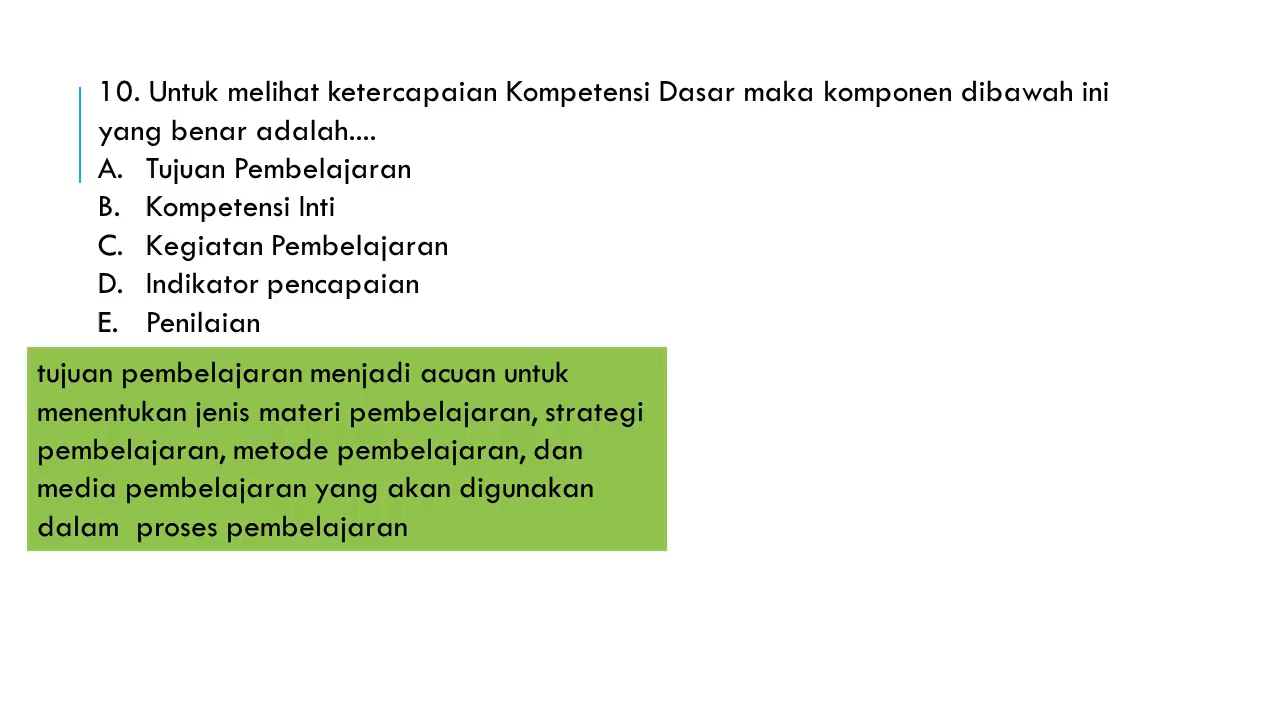 10. Untuk melihat ketercapaian Kompetensi Dasar maka komponen dibawah ini
yang benar adalah....
A. Tujuan Pembelajaran
B. Kompetensi Inti
C. Kegiatan Pembelajaran
D. Indikator pencapaian
E. Penilaian
tujuan pembelajaran menjadi acuan untuk
menentukan jenis materi pembelajaran, strategi
pembelajaran, metode pembelajaran, dan
media pembelajaran yang akan digunakan
dalam proses pembelajaran